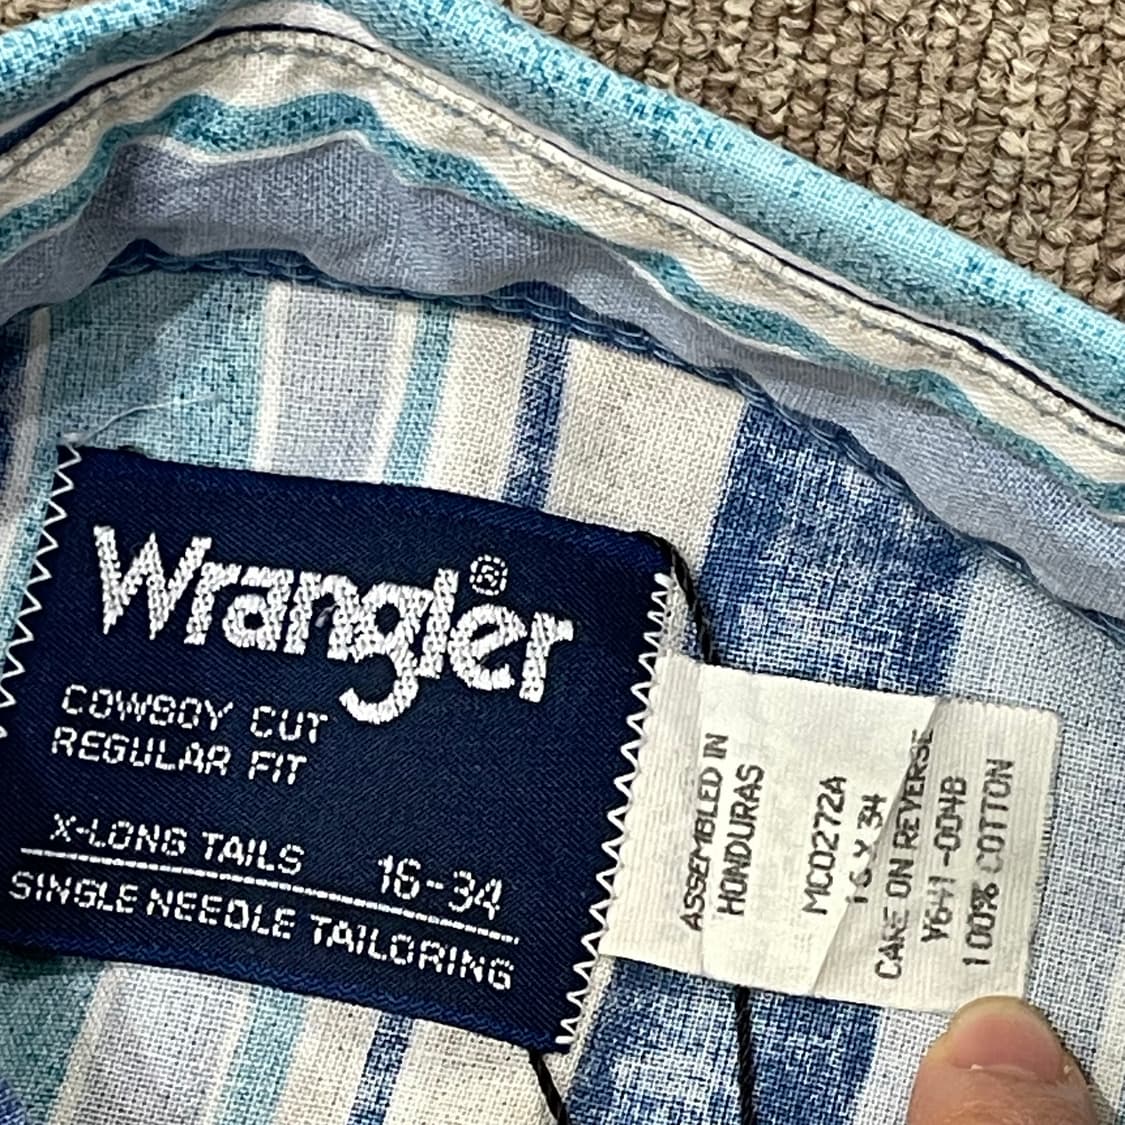 Wrangler®
COWBOY CUT
REGULAR FIT
X-LONG TAILS 16-34
SINGLE NEEDLE TAILORING
ASSEMBLED IN
HONDURAS
MC0272A
16 X 34
CARE ON REVERSE
-004B
100% COTTON